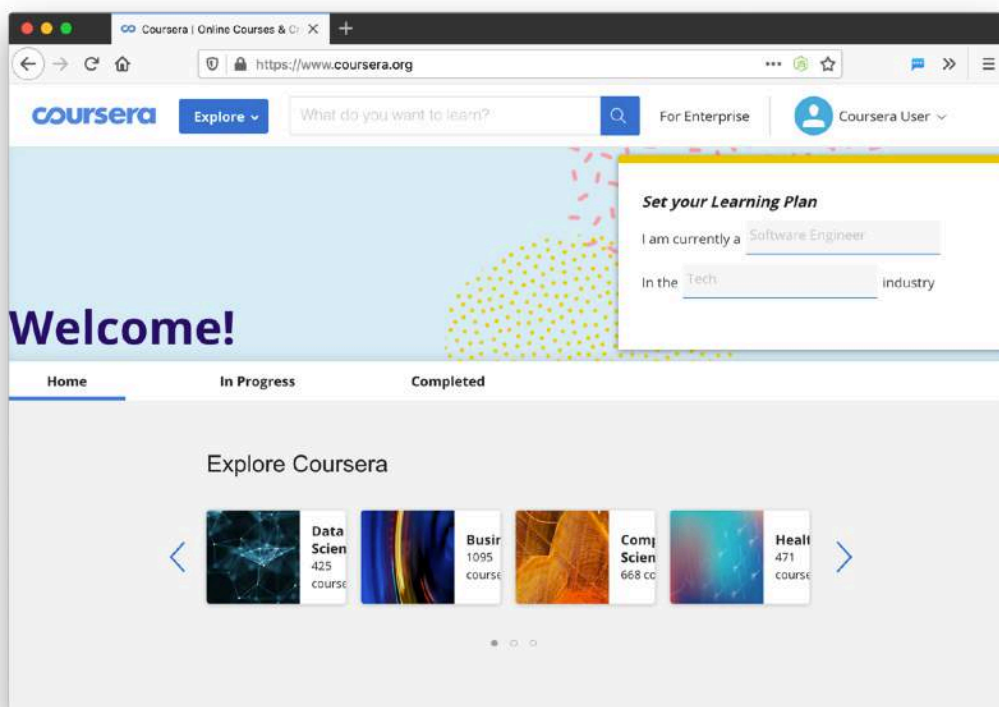 Coursera | Online Courses & Cr
https://www.coursera.org
coursera
Explore
What do you want to learn?
For Enterprise
Coursera User
Set your Learning Plan
I am currently a Software Engineer
In the Tech industry
Welcome!
Home In Progress Completed
Explore Coursera
Data
Scien
425
course
Busin
1095
course
Comp
Scien
668 co
Healt
471
course